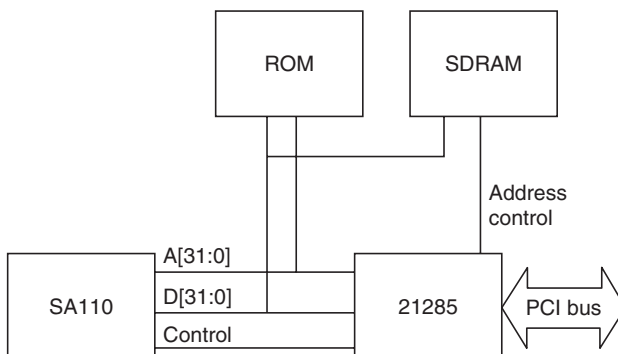 ROM
SDRAM
Address
control
A[31:0]
D[31:0]
Control
SA110
21285
PCI bus